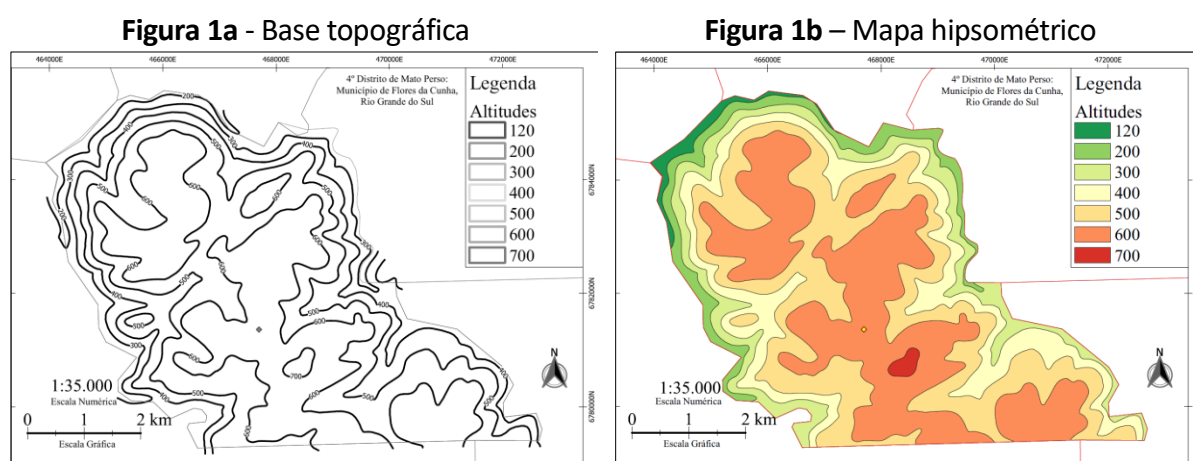 Figura 1a - Base topográfica
464000E 466000E 468000E 470000E 472000E
4º Distrito de Mato Perso:
Município de Flores da Cunha,
Rio Grande do Sul
Legenda
Altitudes
120
200
300
400
500
600
700
6784000N
6782000N
6780000N
200
300
400
500
600
700
N
1:35.000
Escala Numérica
0 1 2 km
Escala Gráfica
Figura 1b – Mapa hipsométrico
464000E 466000E 468000E 470000E 472000E
4º Distrito de Mato Perso:
Município de Flores da Cunha,
Rio Grande do Sul
Legenda
Altitudes
120
200
300
400
500
600
700
6784000N
6782000N
6780000N
N
1:35.000
Escala Numérica
0 1 2 km
Escala Gráfica